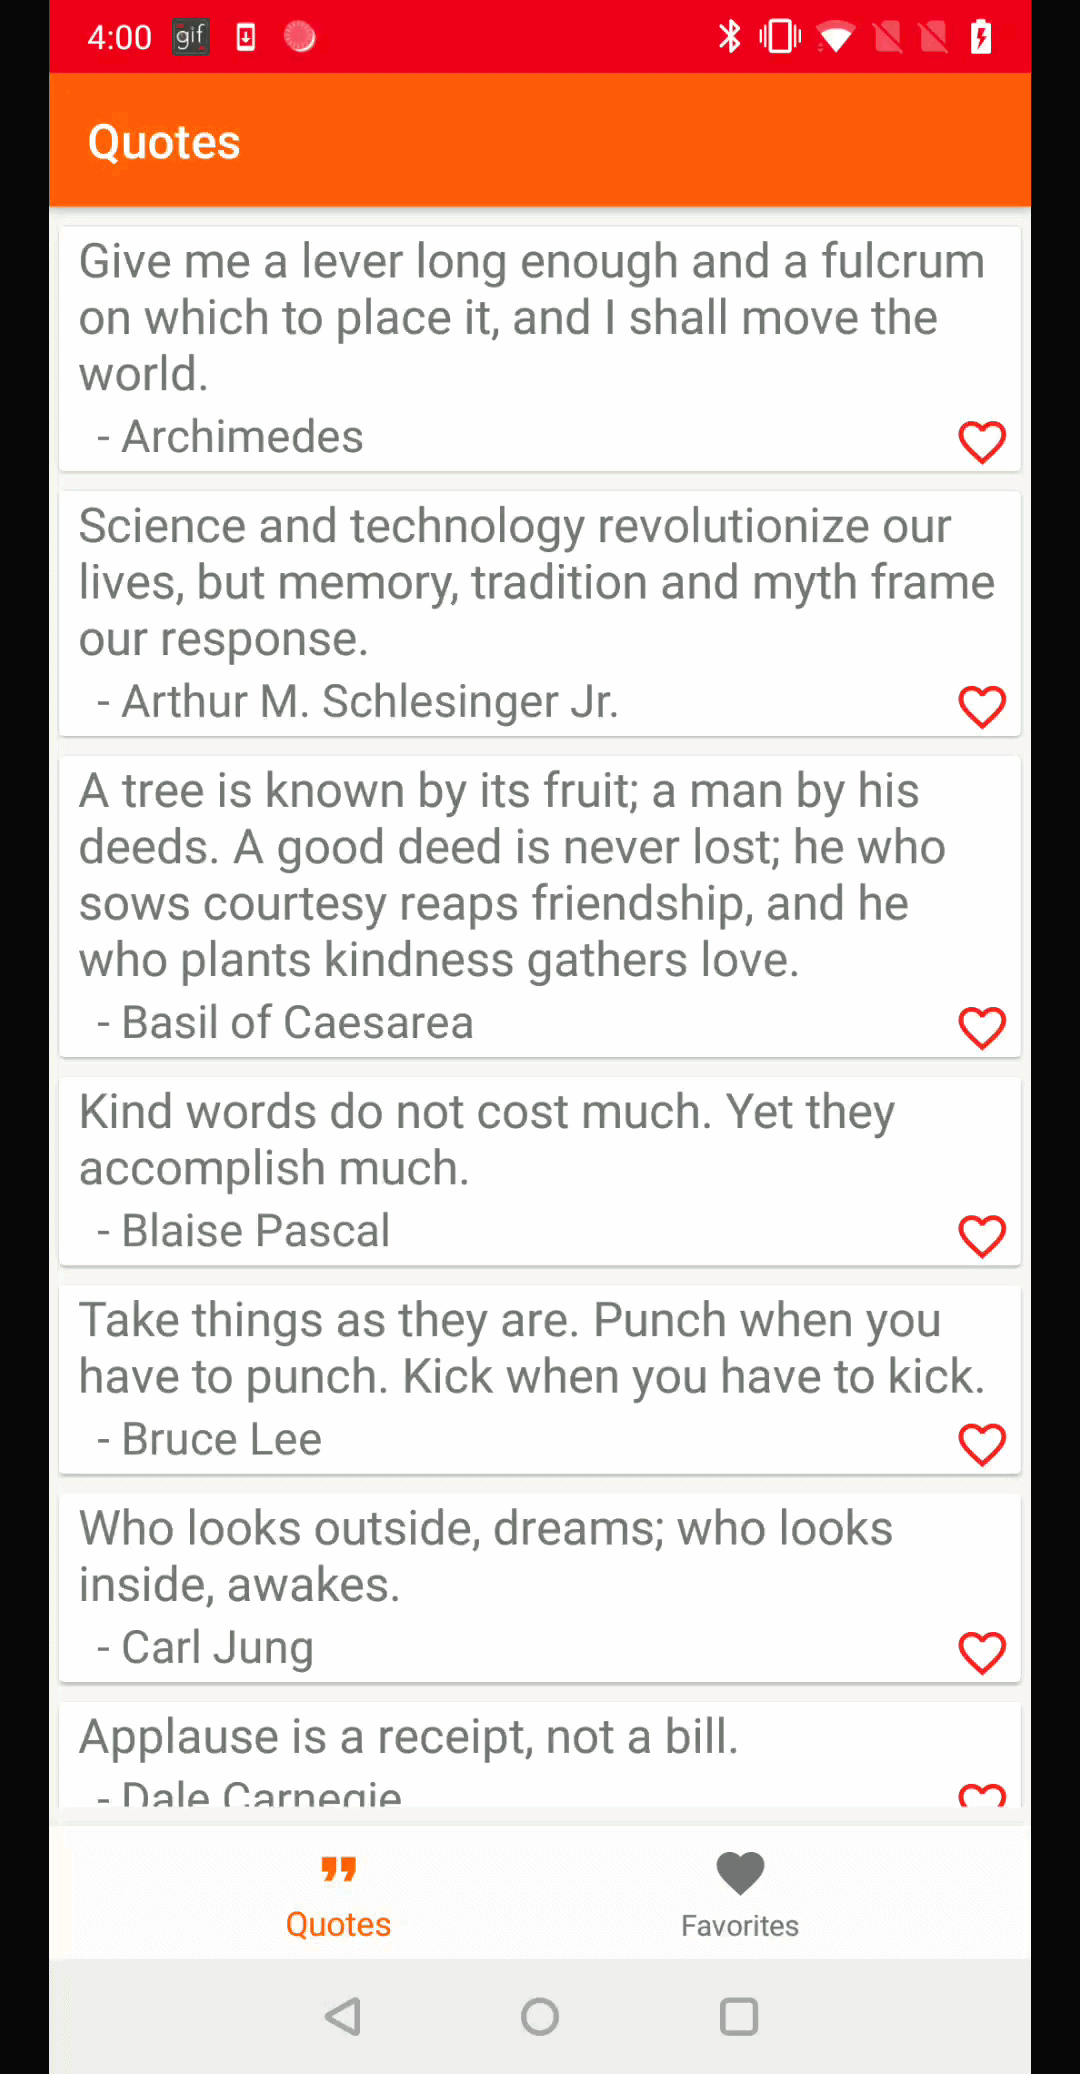 4:00 gif
Quotes
Give me a lever long enough and a fulcrum
on which to place it, and I shall move the
world.
- Archimedes
Science and technology revolutionize our
lives, but memory, tradition and myth frame
our response.
- Arthur M. Schlesinger Jr.
A tree is known by its fruit; a man by his
deeds. A good deed is never lost; he who
sows courtesy reaps friendship, and he
who plants kindness gathers love.
- Basil of Caesarea
Kind words do not cost much. Yet they
accomplish much.
- Blaise Pascal
Take things as they are. Punch when you
have to punch. Kick when you have to kick.
- Bruce Lee
Who looks outside, dreams; who looks
inside, awakes.
- Carl Jung
Applause is a receipt, not a bill.
- Dale Carnegie
Quotes
Favorites